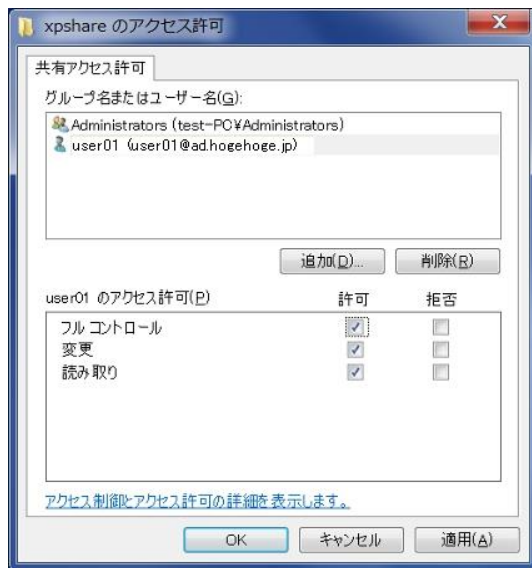 xpshare のアクセス許可
共有アクセス許可
グループ名またはユーザー名(G):
Administrators (test-PC¥Administrators)
user01 (user01@ad.hogehoge.jp)
追加(D)... 削除(R)
user01 のアクセス許可(P) 許可 拒否
フル コントロール
変更
読み取り
アクセス制御とアクセス許可の詳細を表示します。
OK キャンセル 適用(A)